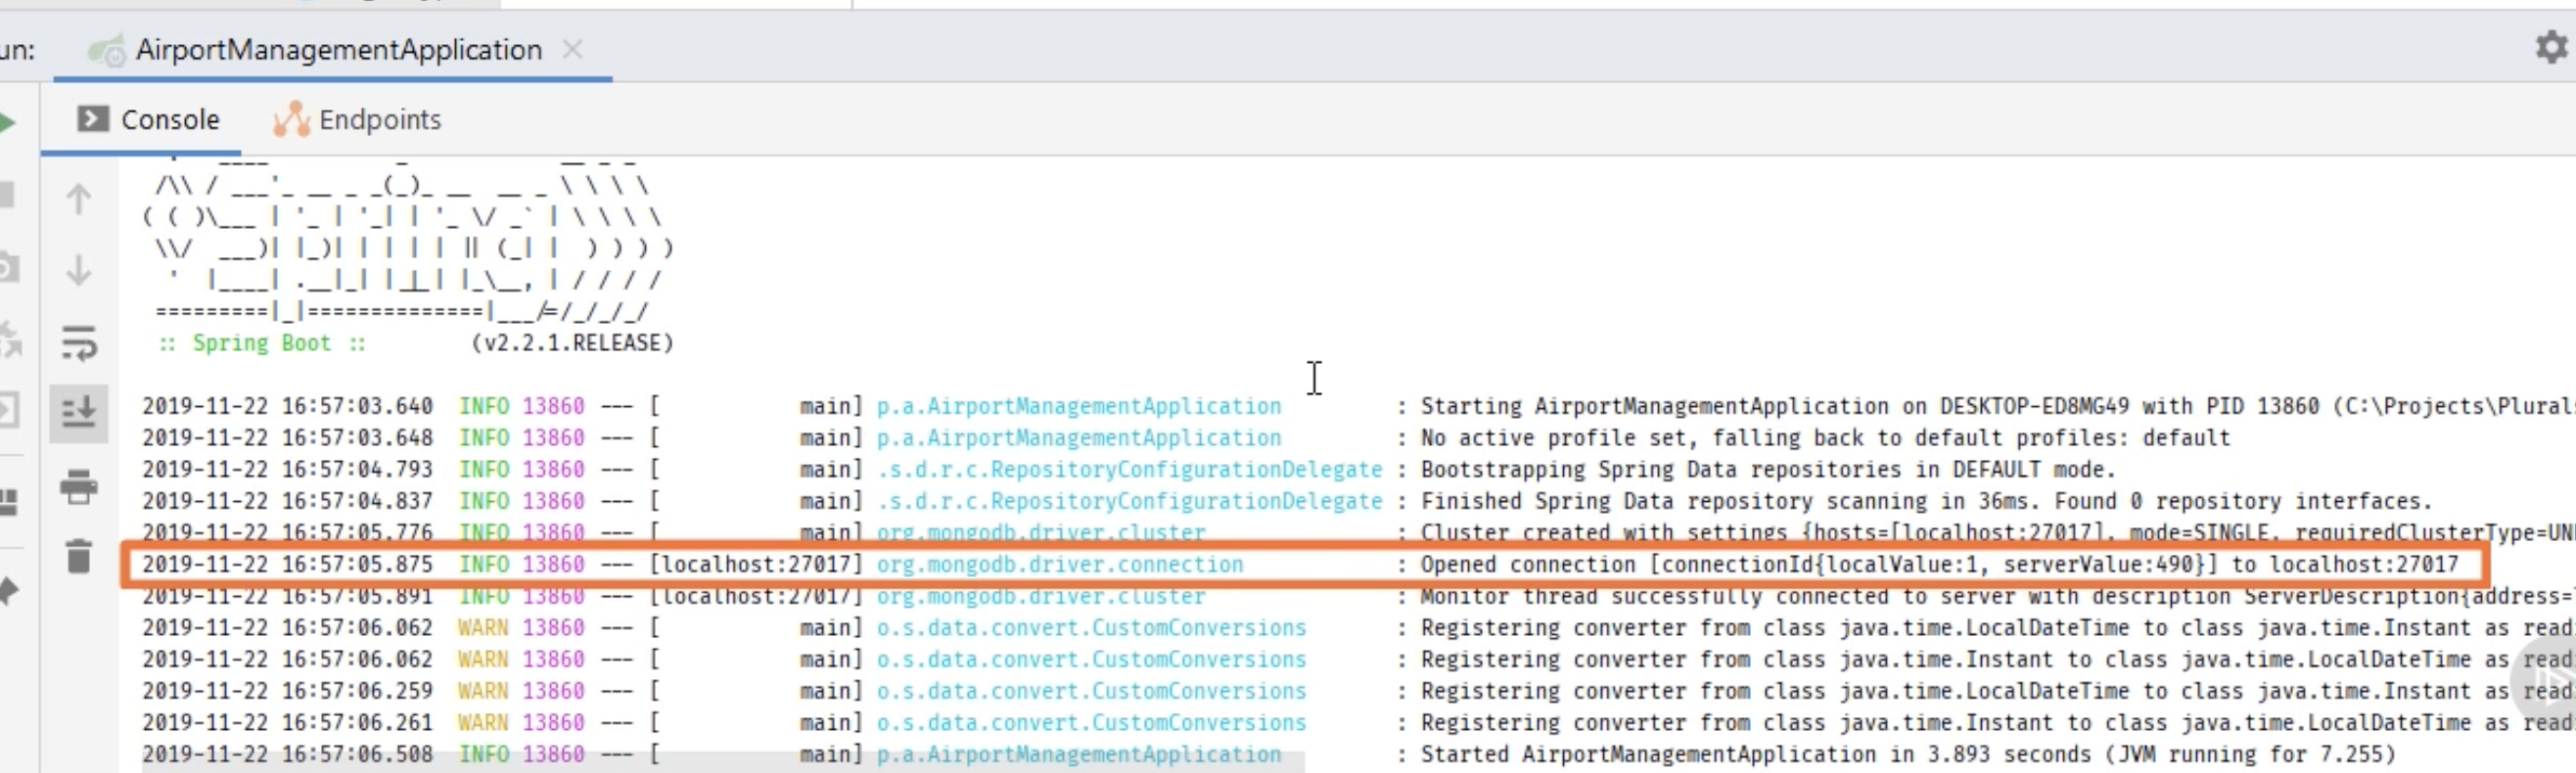 un: AirportManagementApplication
Console Endpoints
:: Spring Boot :: (v2.2.1.RELEASE)
2019-11-22 16:57:03.640 INFO 13860 --- [ main] p.a.AirportManagementApplication : Starting AirportManagementApplication on DESKTOP-ED8MG49 with PID 13860 (C:\Projects\Plurals
2019-11-22 16:57:03.648 INFO 13860 --- [ main] p.a.AirportManagementApplication : No active profile set, falling back to default profiles: default
2019-11-22 16:57:04.793 INFO 13860 --- [ main] .s.d.r.c.RepositoryConfigurationDelegate : Bootstrapping Spring Data repositories in DEFAULT mode.
2019-11-22 16:57:04.837 INFO 13860 --- [ main] .s.d.r.c.RepositoryConfigurationDelegate : Finished Spring Data repository scanning in 36ms. Found 0 repository interfaces.
2019-11-22 16:57:05.776 INFO 13860 --- [ main] org.mongodb.driver.cluster : Cluster created with settings {hosts=[localhost:27017], mode=SINGLE, requiredClusterType=UN
2019-11-22 16:57:05.875 INFO 13860 --- [localhost:27017] org.mongodb.driver.connection : Opened connection [connectionId{localValue:1, serverValue:490}] to localhost:27017
2019-11-22 16:57:05.891 INFO 13860 --- [localhost:27017] org.mongodb.driver.cluster : Monitor thread successfully connected to server with description ServerDescription{address=
2019-11-22 16:57:06.062 WARN 13860 --- [ main] o.s.data.convert.CustomConversions : Registering converter from class java.time.LocalDateTime to class java.time.Instant as read
2019-11-22 16:57:06.062 WARN 13860 --- [ main] o.s.data.convert.CustomConversions : Registering converter from class java.time.Instant to class java.time.LocalDateTime as read
2019-11-22 16:57:06.259 WARN 13860 --- [ main] o.s.data.convert.CustomConversions : Registering converter from class java.time.LocalDateTime to class java.time.Instant as read
2019-11-22 16:57:06.261 WARN 13860 --- [ main] o.s.data.convert.CustomConversions : Registering converter from class java.time.Instant to class java.time.LocalDateTime as read
2019-11-22 16:57:06.508 INFO 13860 --- [ main] p.a.AirportManagementApplication : Started AirportManagementApplication in 3.893 seconds (JVM running for 7.255)